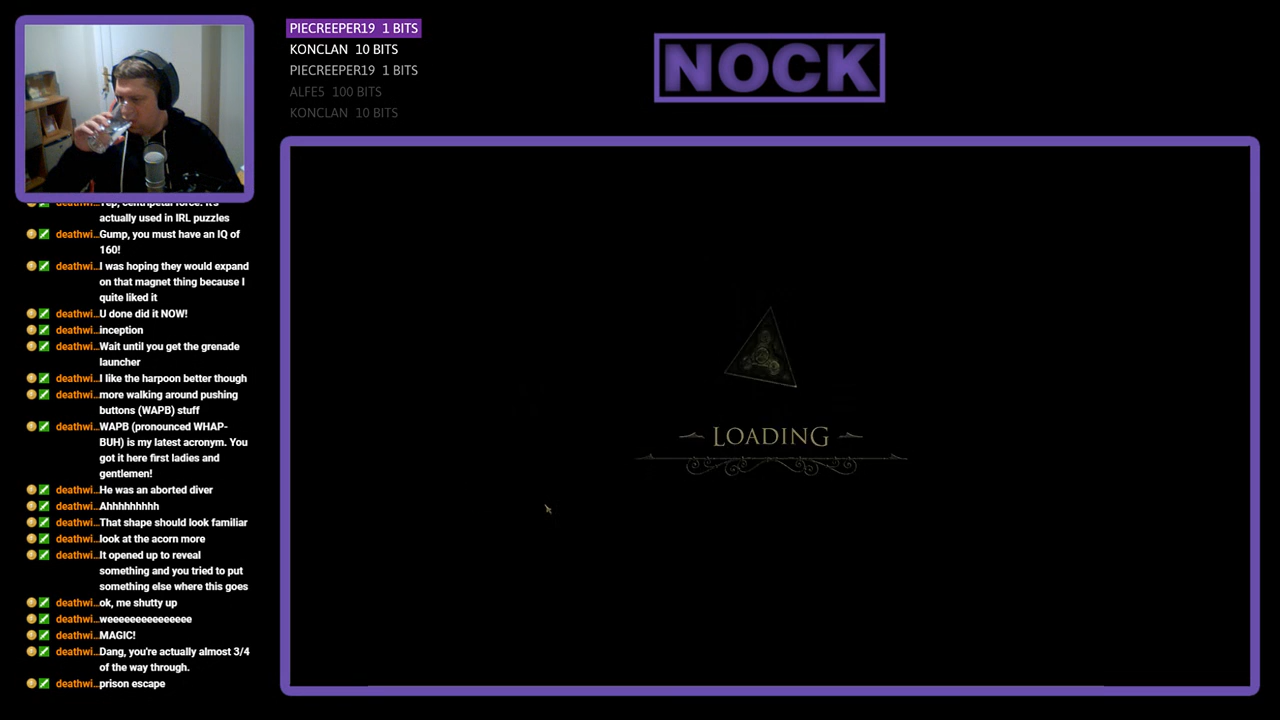 PIECREEPER19 1 BITS
KONCLAN 10 BITS
PIECREEPER19 1 BITS
ALFE5 100 BITS
KONCLAN 10 BITS
NOCK
Yep, centripetal force. It's
actually used in IRL puzzles
deathwi... Gump, you must have an IQ of
160!
deathwi... I was hoping they would expand
on that magnet thing because I
quite liked it
deathwi... U done did it NOW!
deathwi... inception
deathwi... Wait until you get the grenade
launcher
deathwi... I like the harpoon better though
deathwi... more walking around pushing
buttons (WAPB) stuff
deathwi... WAPB (pronounced WHAP-
BUH) is my latest acronym. You
got it here first ladies and
gentlemen!
deathwi... He was an aborted diver
deathwi... Ahhhhhhhhh
deathwi... That shape should look familiar
deathwi... look at the acorn more
deathwi... It opened up to reveal
something and you tried to put
something else where this goes
deathwi... ok, me shutty up
deathwi... weeeeeeeeeeeeeee
deathwi... MAGIC!
deathwi... Dang, you're actually almost 3/4
of the way through.
deathwi... prison escape
LOADING